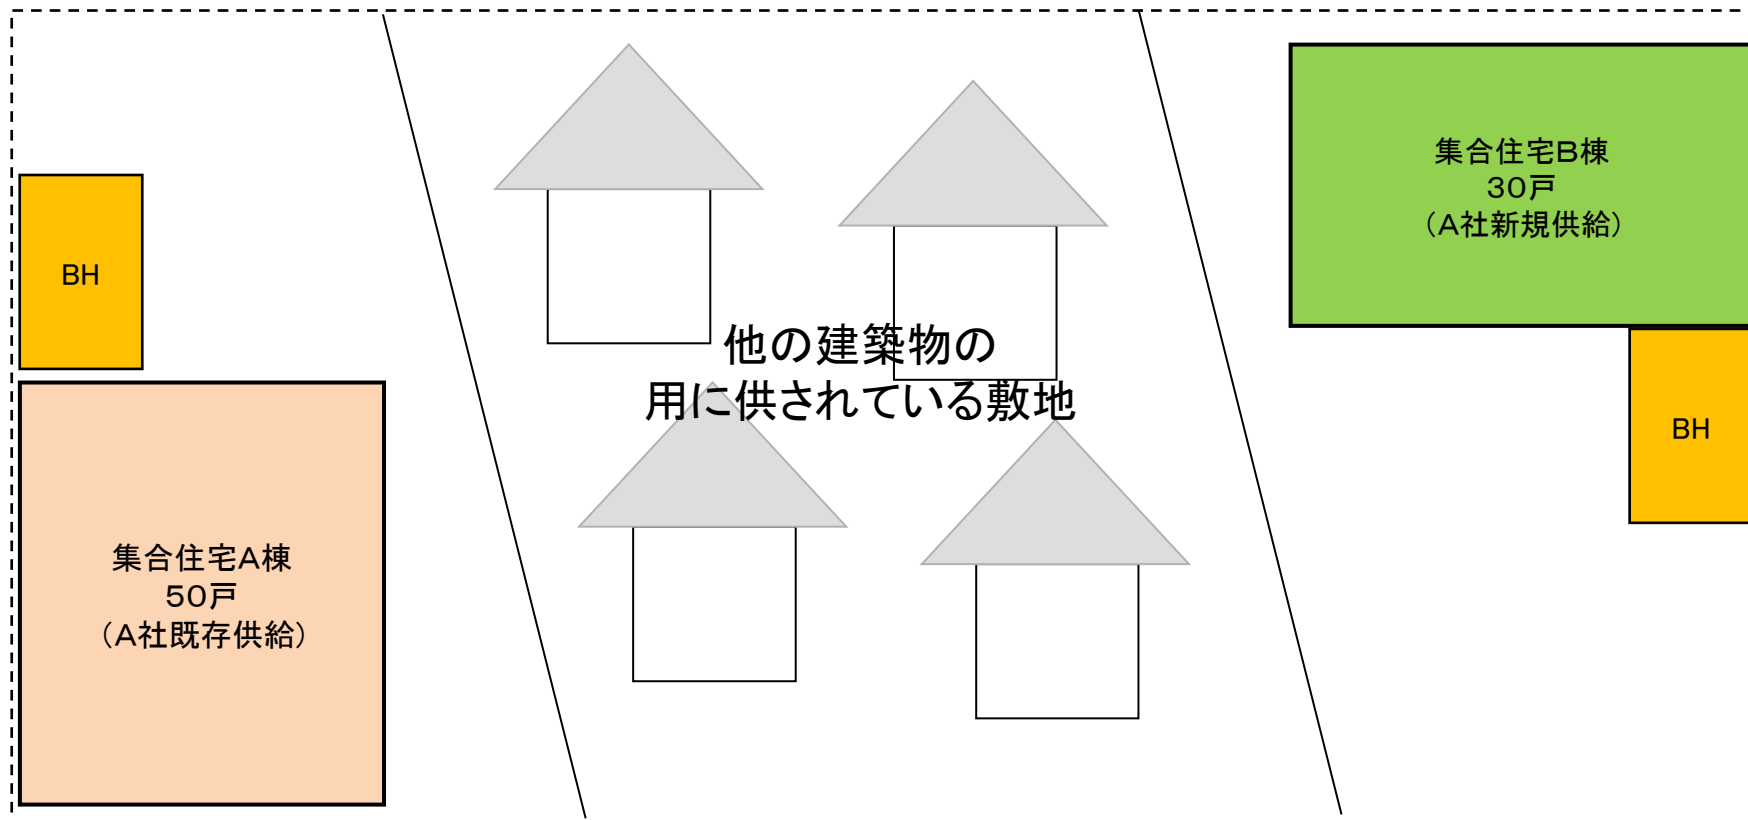 BH
集合住宅A棟
50戸
（A社既存供給）
他の建築物の
用に供されている敷地
集合住宅B棟
30戸
（A社新規供給）
BH